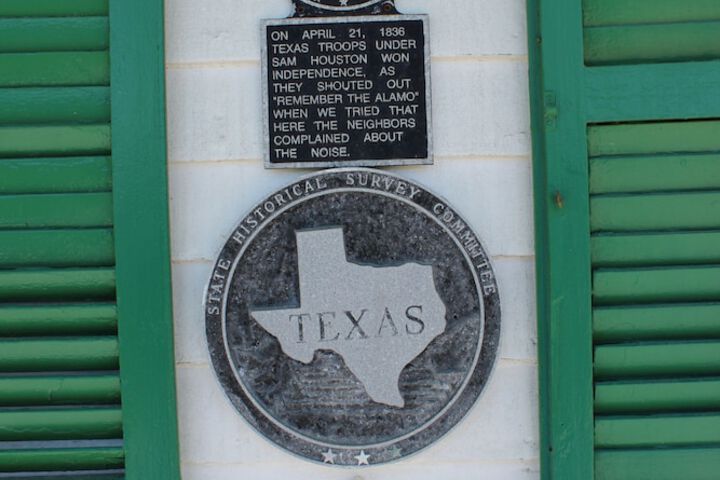 ON APRIL 21, 1836
TEXAS TROOPS UNDER
SAM HOUSTON WON
INDEPENDENCE, AS
THEY SHOUTED OUT
"REMEMBER THE ALAMO"
WHEN WE TRIED THAT
HERE THE NEIGHBORS
COMPLAINED ABOUT
THE NOISE.
STATE HISTORICAL SURVEY COMMITTEE
TEXAS